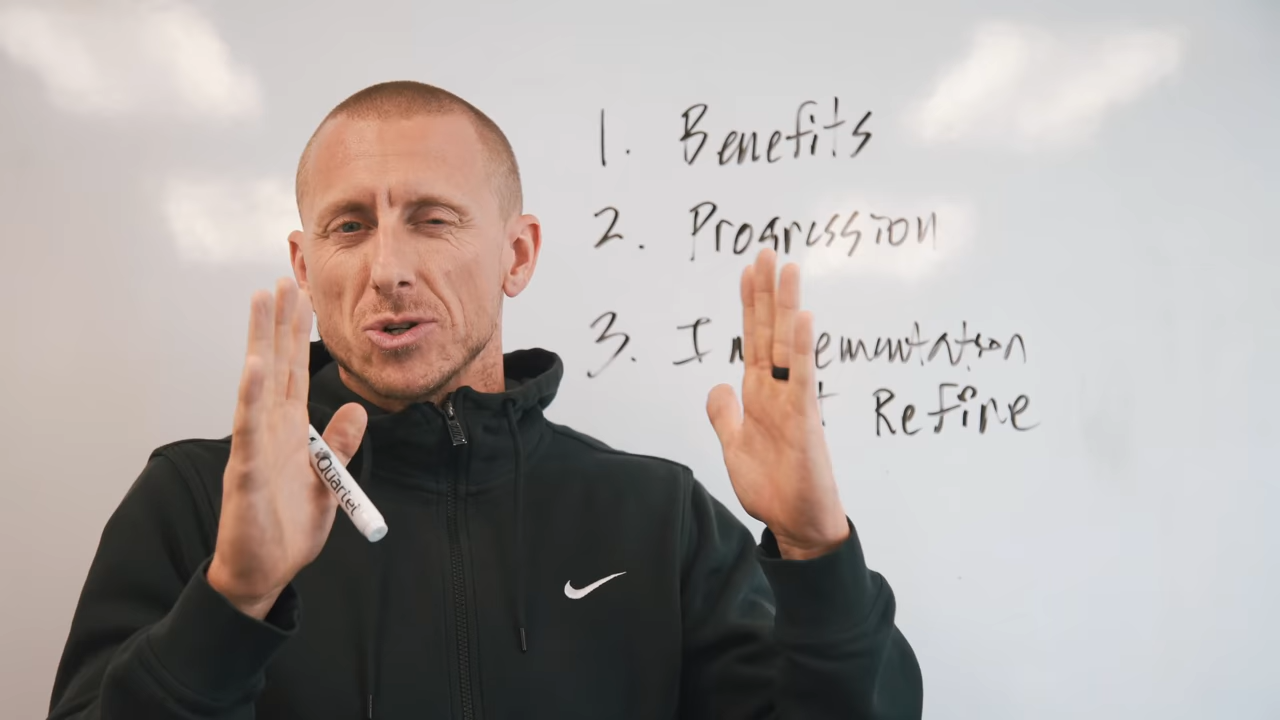 1. Benefits
2. Progression
3. Implementation
Refine
Quartet